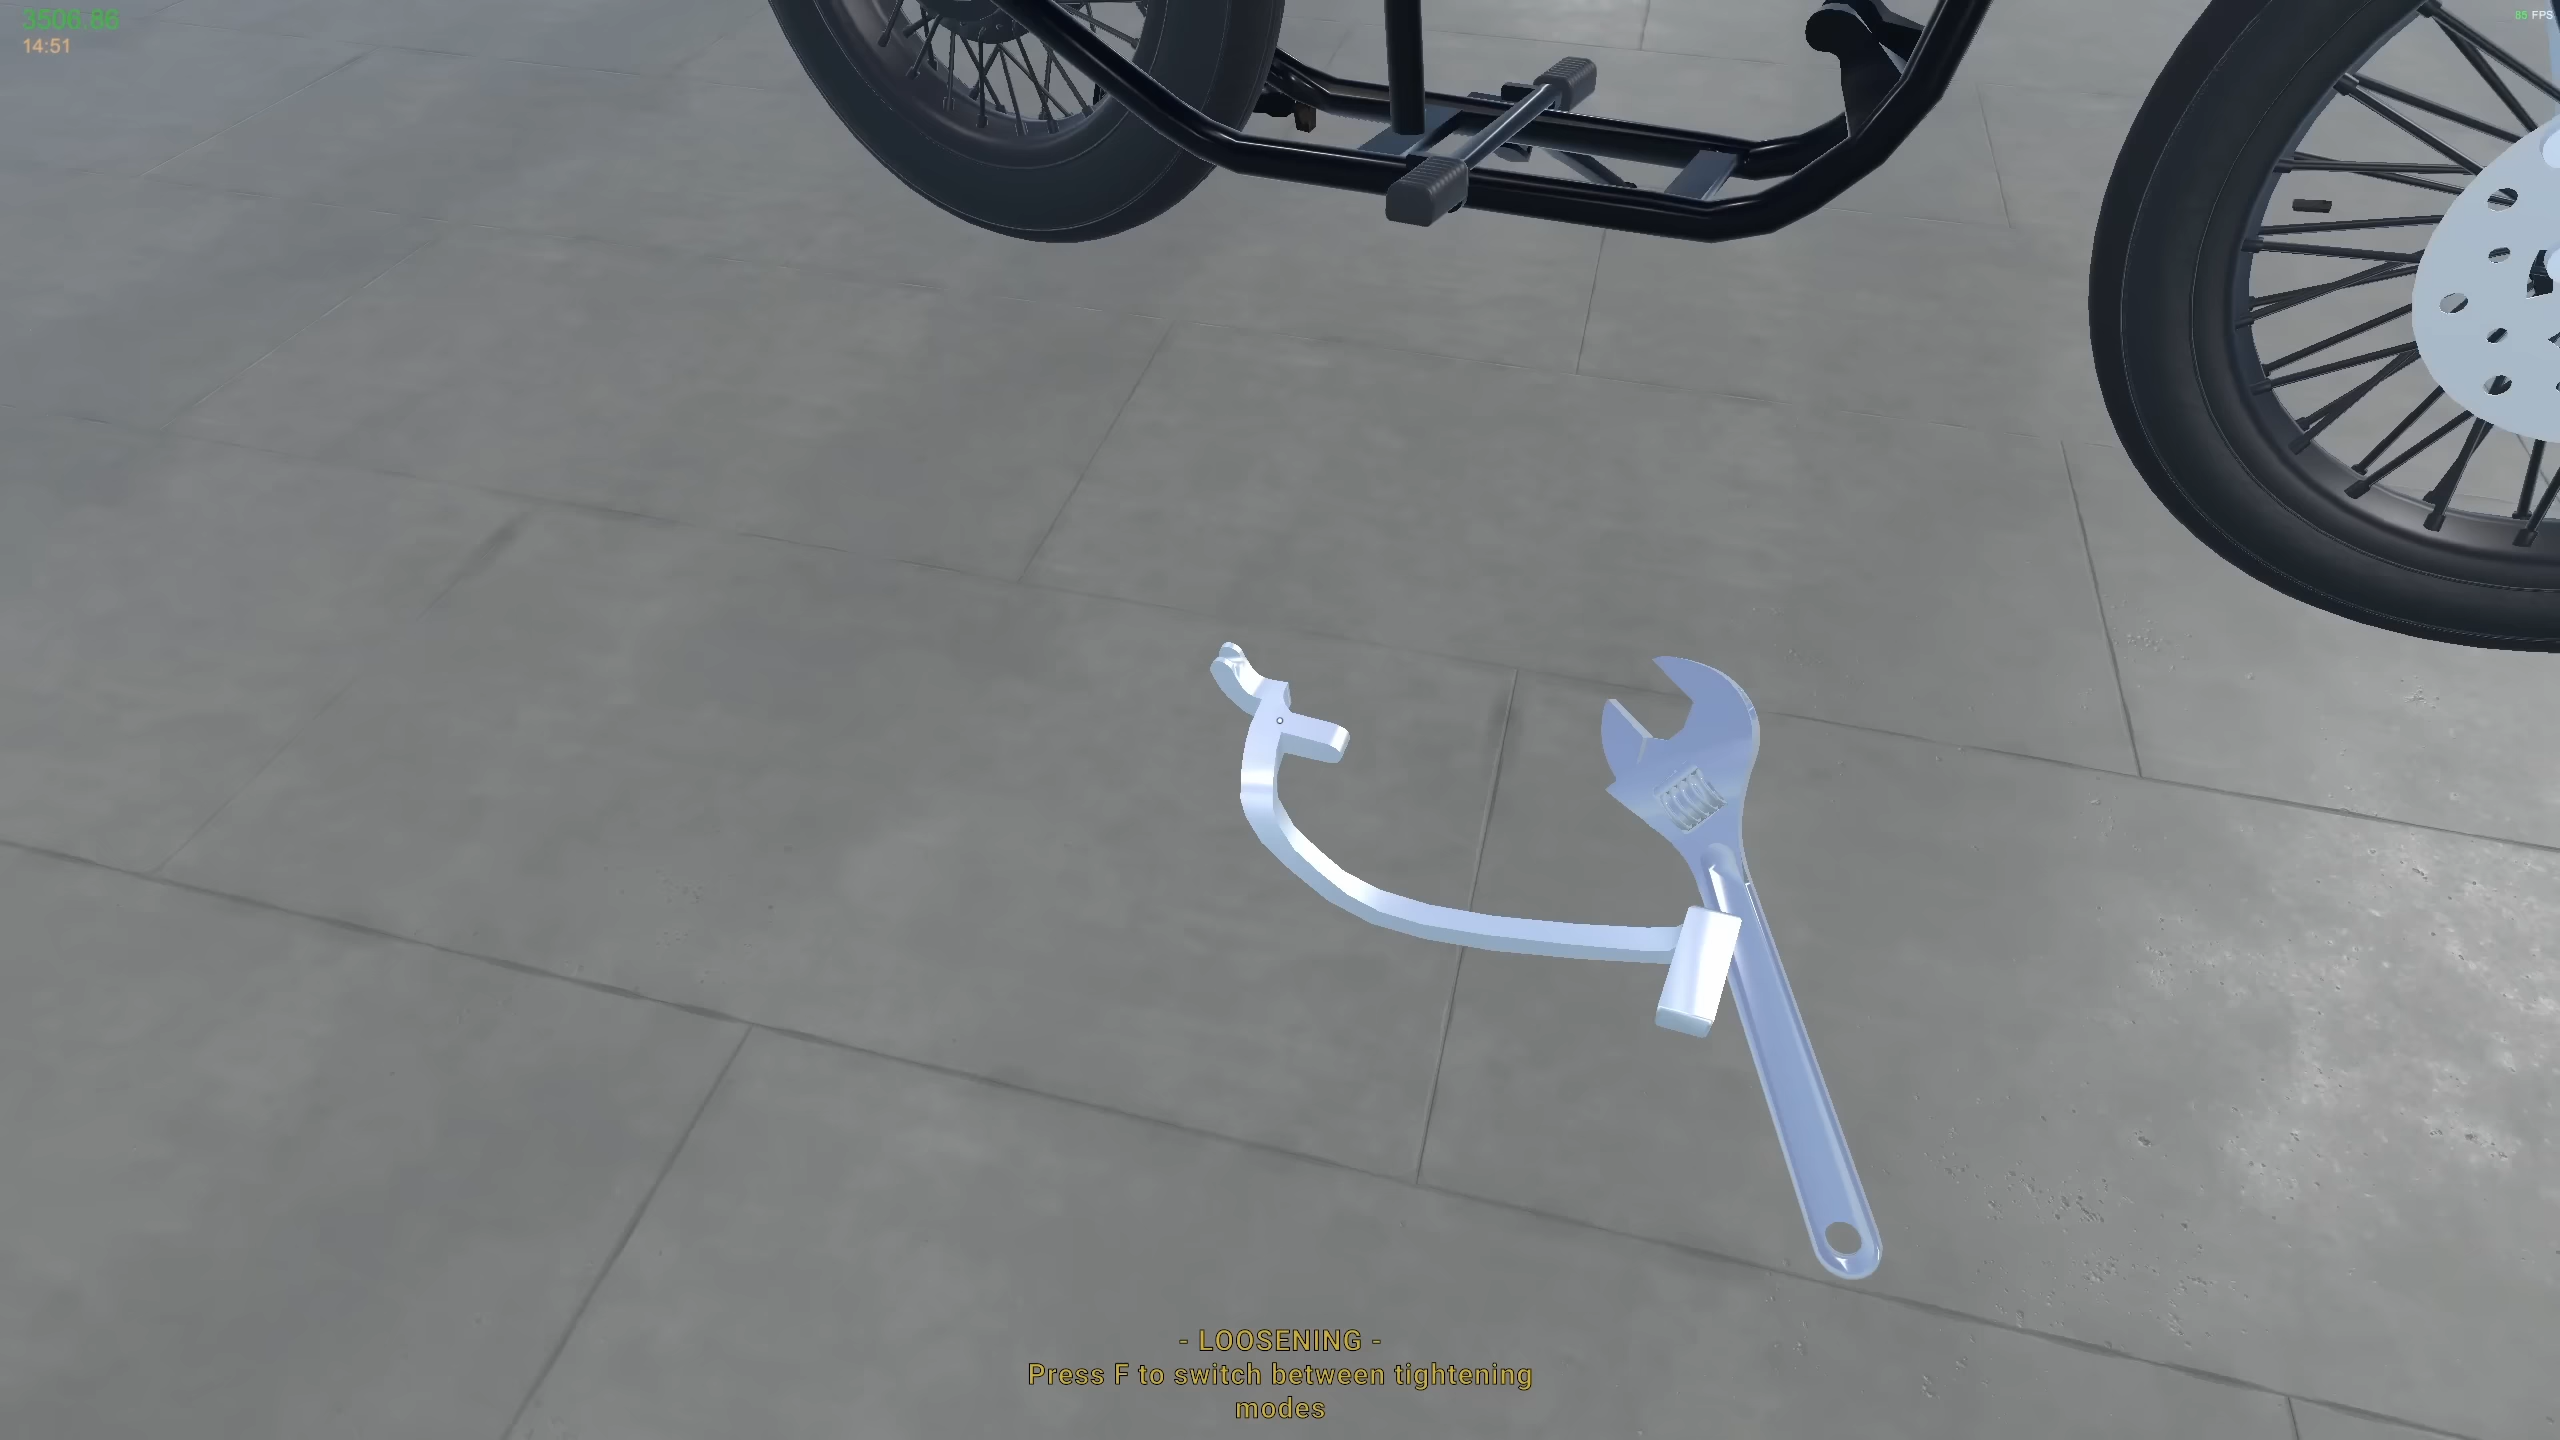 3506.86
14:51
85 FPS
- LOOSENING -
Press F to switch between tightening
modes